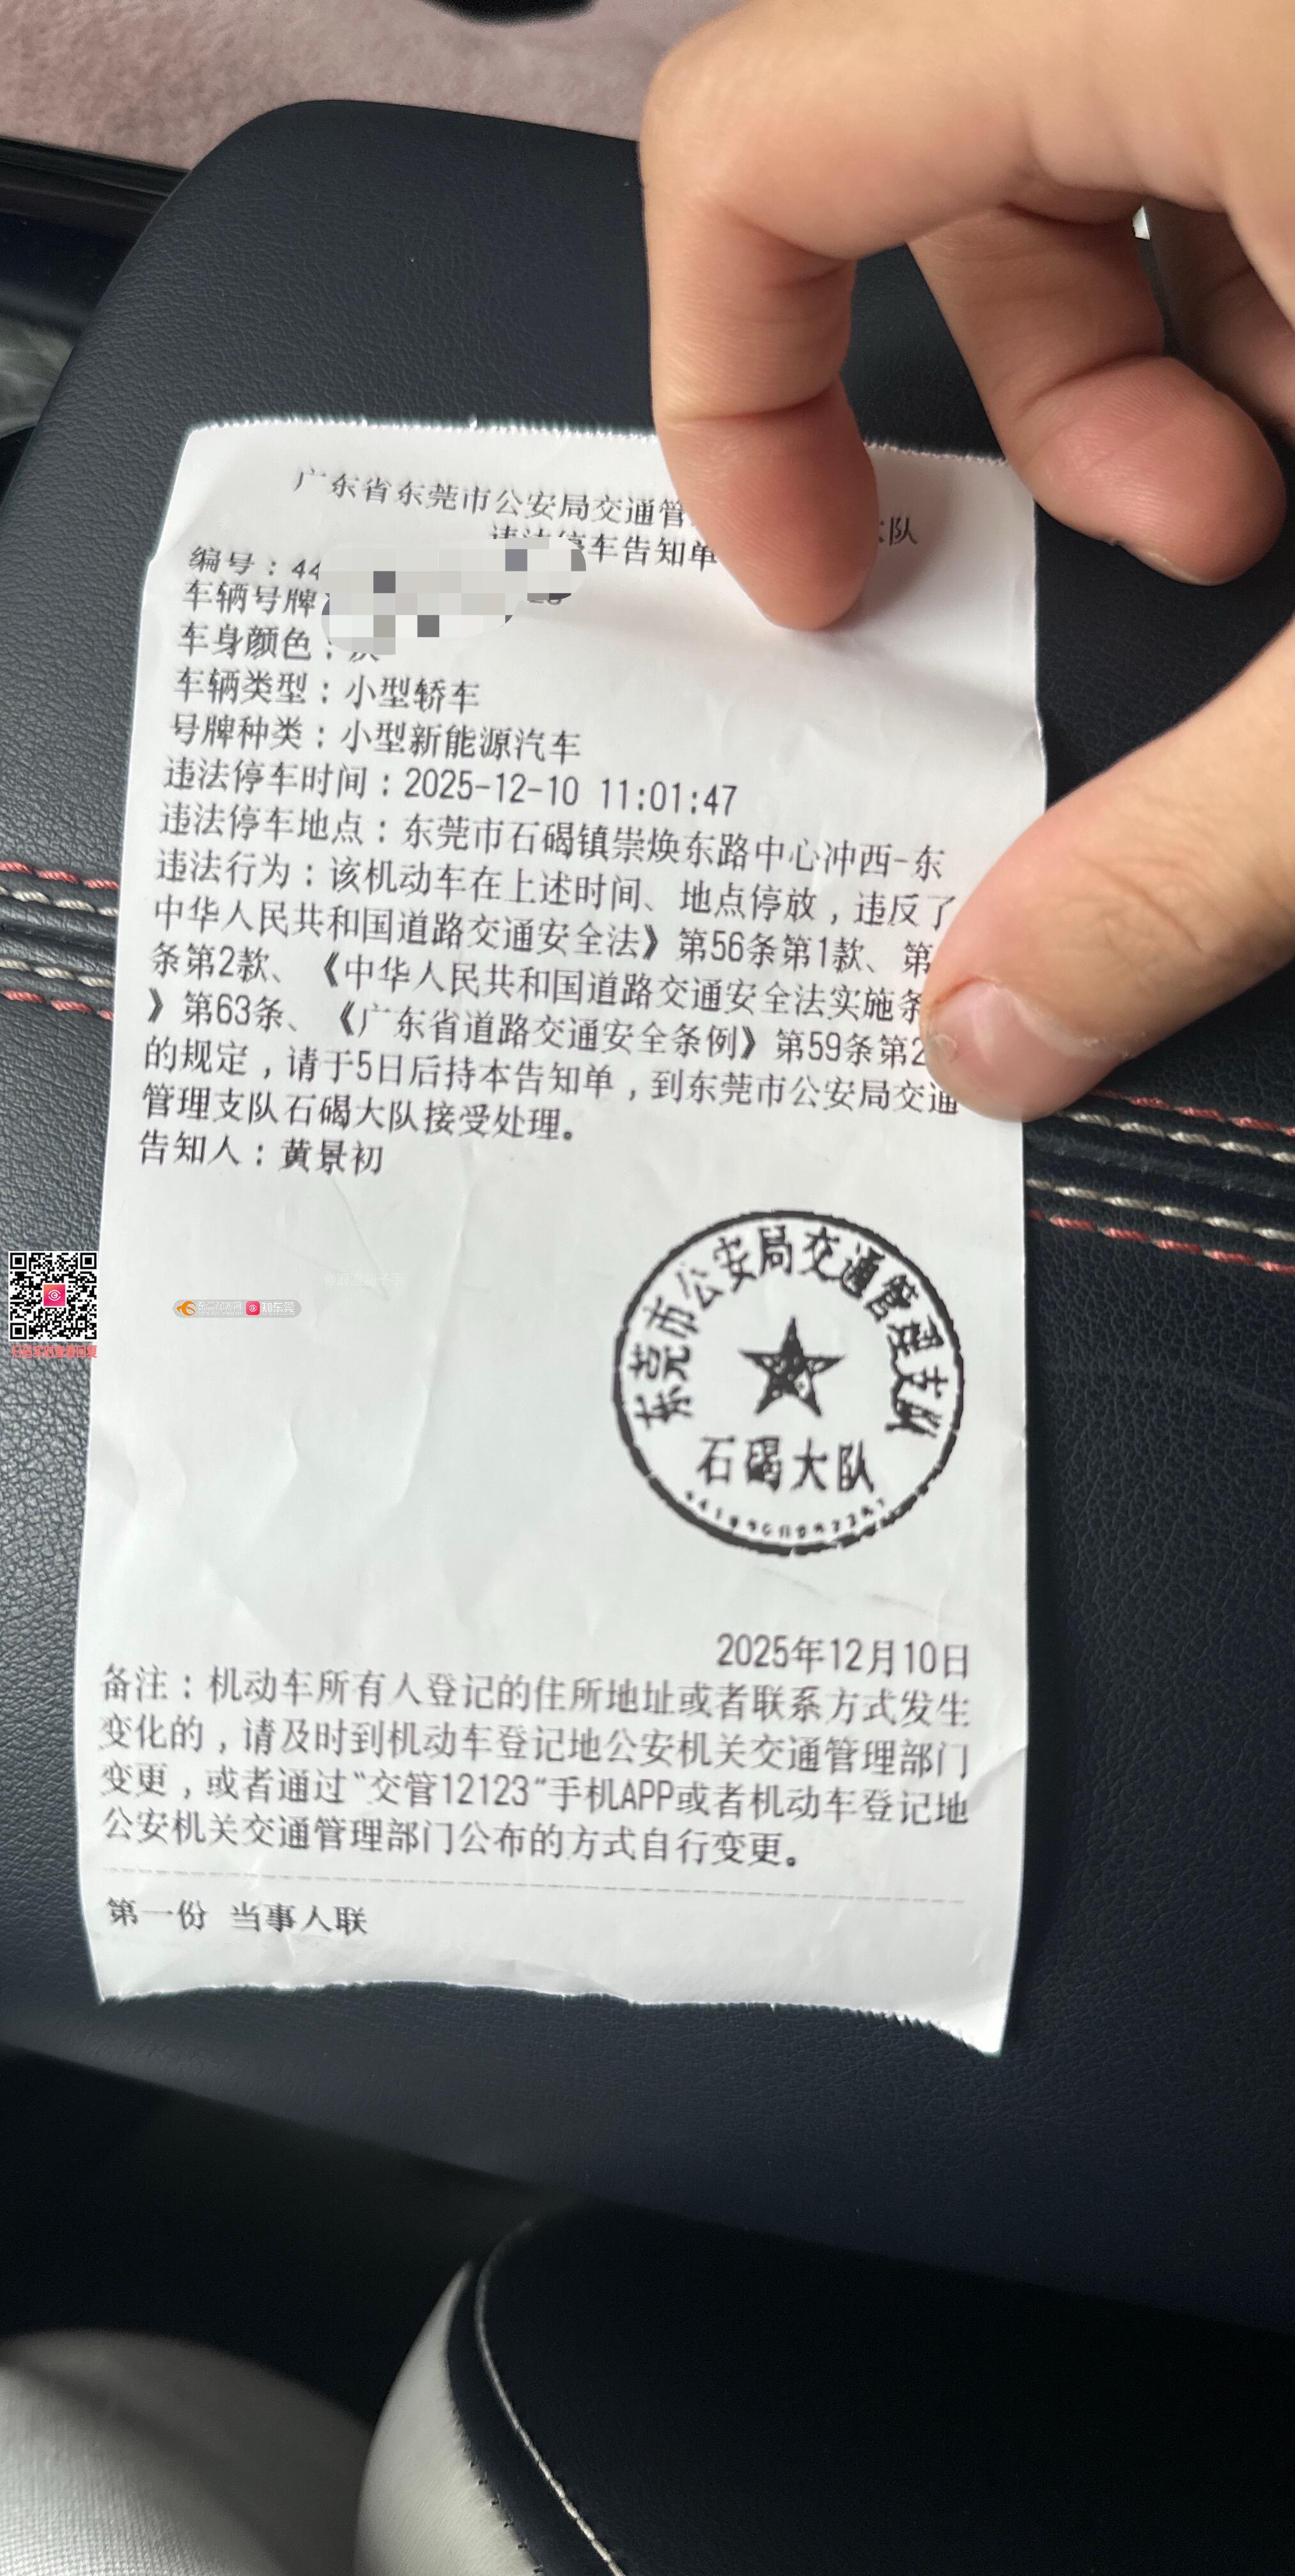 广东省东莞市公安局交通管 队
违法停车告知单
编号：44
车辆号牌
车身颜色：灰
车辆类型：小型轿车
号牌种类：小型新能源汽车
违法停车时间：2025-12-10 11:01:47
违法停车地点：东莞市石碣镇崇焕东路中心冲西-东
违法行为：该机动车在上述时间、地点停放，违反了
中华人民共和国道路交通安全法》第56条第1款、第
条第2款、《中华人民共和国道路交通安全法实施条
》第63条、《广东省道路交通安全条例》第59条第2
的规定，请于5日后持本告知单，到东莞市公安局交通
管理支队石碣大队接受处理。
告知人：黄景初
东莞市公安局交通管理支队
石碣大队
2025年12月10日
备注：机动车所有人登记的住所地址或者联系方式发生
变化的，请及时到机动车登记地公安机关交通管理部门
变更，或者通过“交管12123”手机APP或者机动车登记地
公安机关交通管理部门公布的方式自行变更。
第一份 当事人联
知东莞